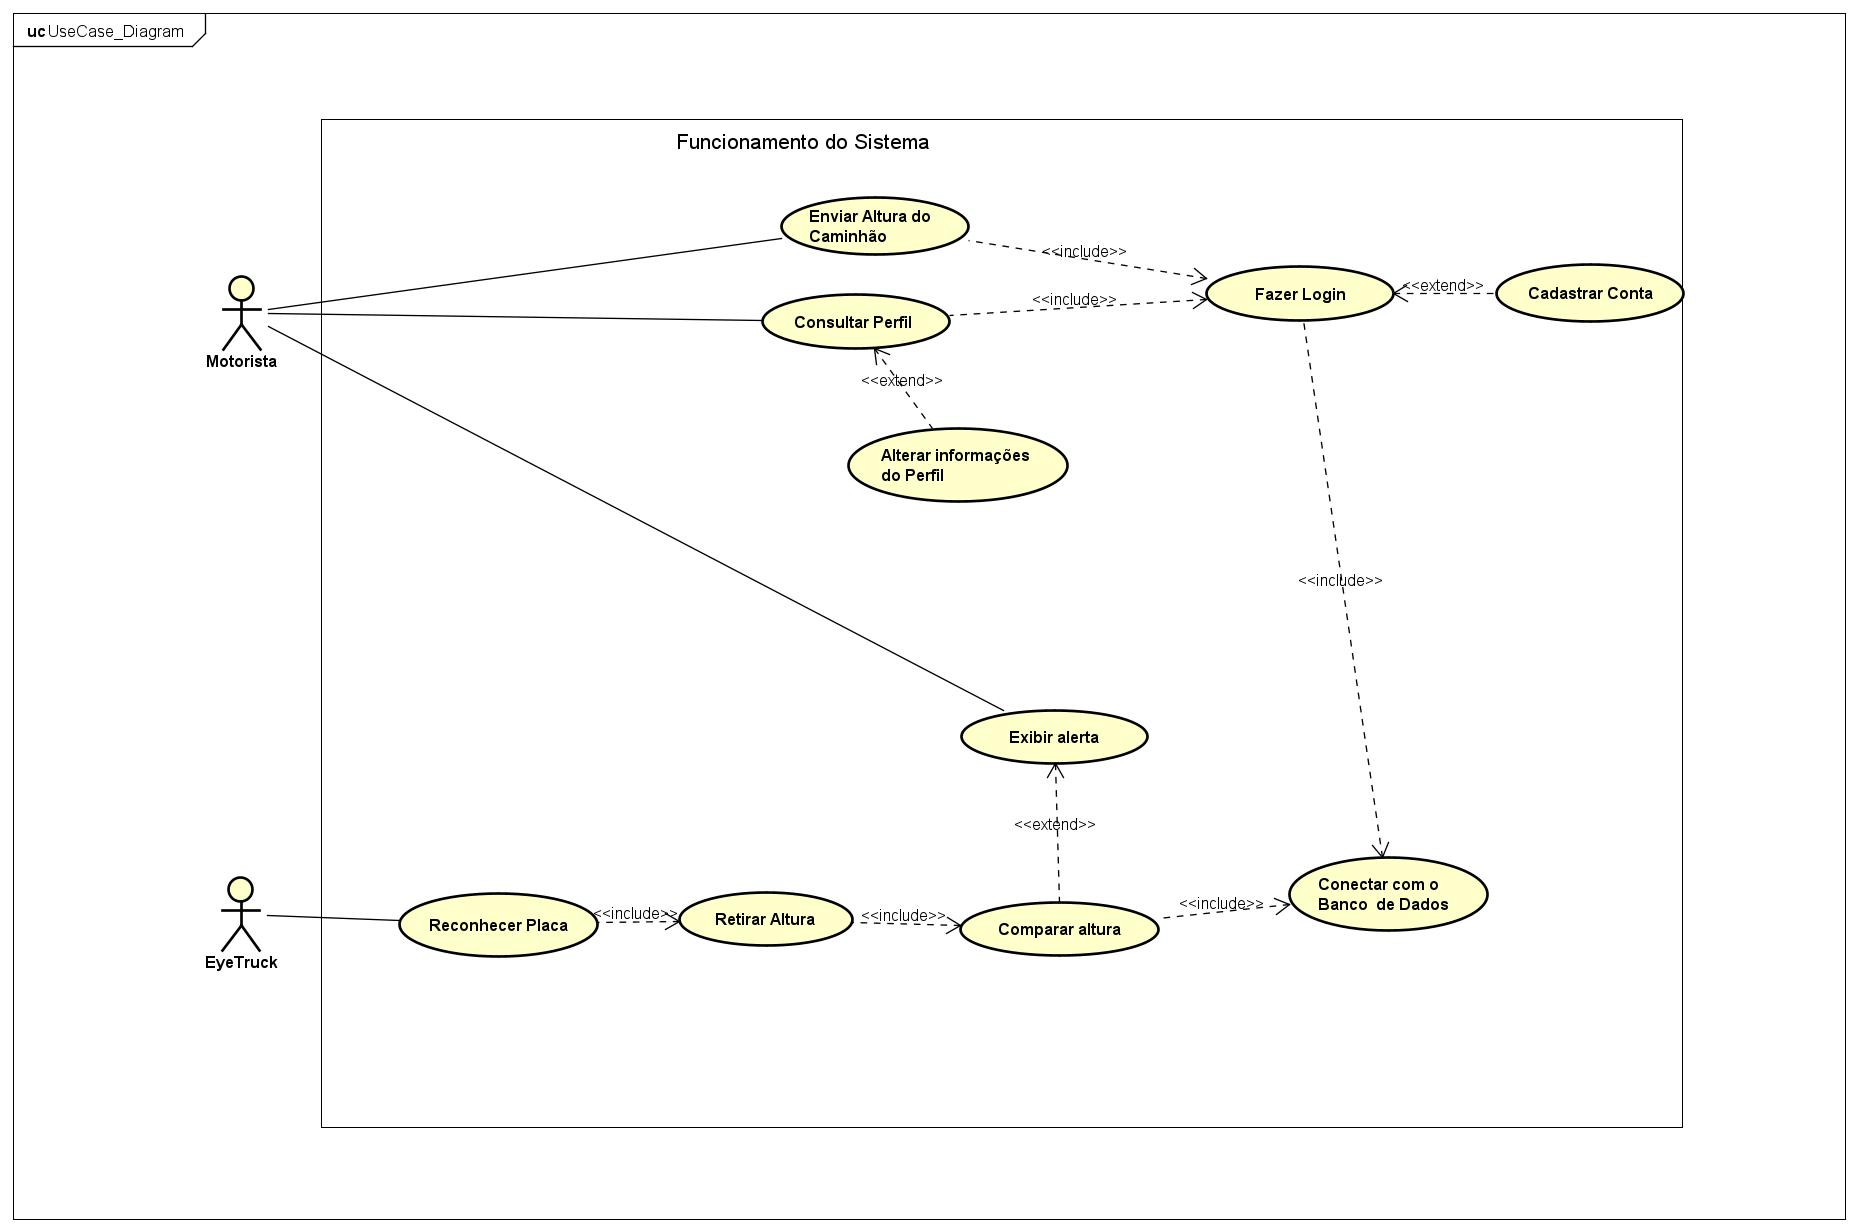 uc UseCase_Diagram
Funcionamento do Sistema
Enviar Altura do
Caminhão
<<include>>
Fazer Login
<<extend>>
Cadastrar Conta
<<include>>
Consultar Perfil
Motorista
<<extend>>
Alterar informações
do Perfil
<<include>>
Exibir alerta
<<extend>>
Conectar com o
Banco  de Dados
<<include>>
Reconhecer Placa
<<include>>
Retirar Altura
<<include>>
Comparar altura
EyeTruck